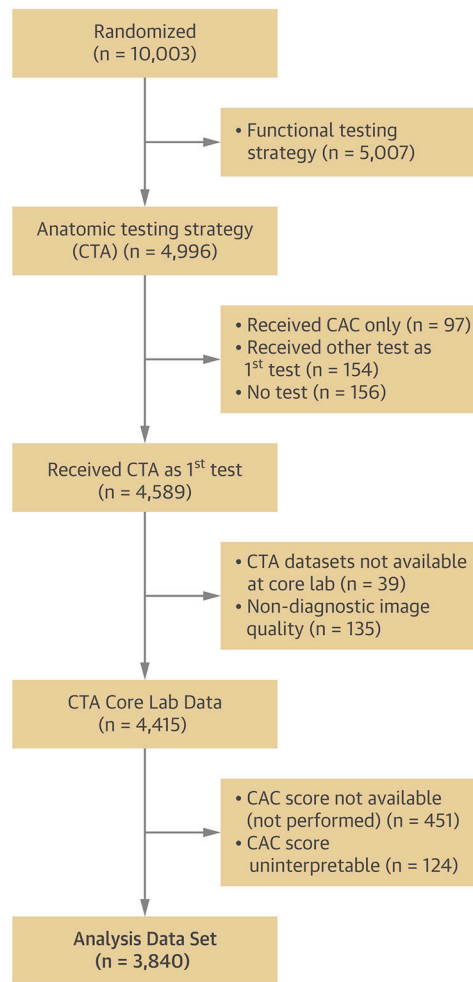 Randomized
(n = 10,003)
• Functional testing
strategy (n = 5,007)
Anatomic testing strategy
(CTA) (n = 4,996)
• Received CAC only (n = 97)
• Received other test as
1st test (n = 154)
• No test (n = 156)
Received CTA as 1st test
(n = 4,589)
• CTA datasets not available
at core lab (n = 39)
• Non-diagnostic image
quality (n = 135)
CTA Core Lab Data
(n = 4,415)
• CAC score not available
(not performed) (n = 451)
• CAC score
uninterpretable (n = 124)
Analysis Data Set
(n = 3,840)